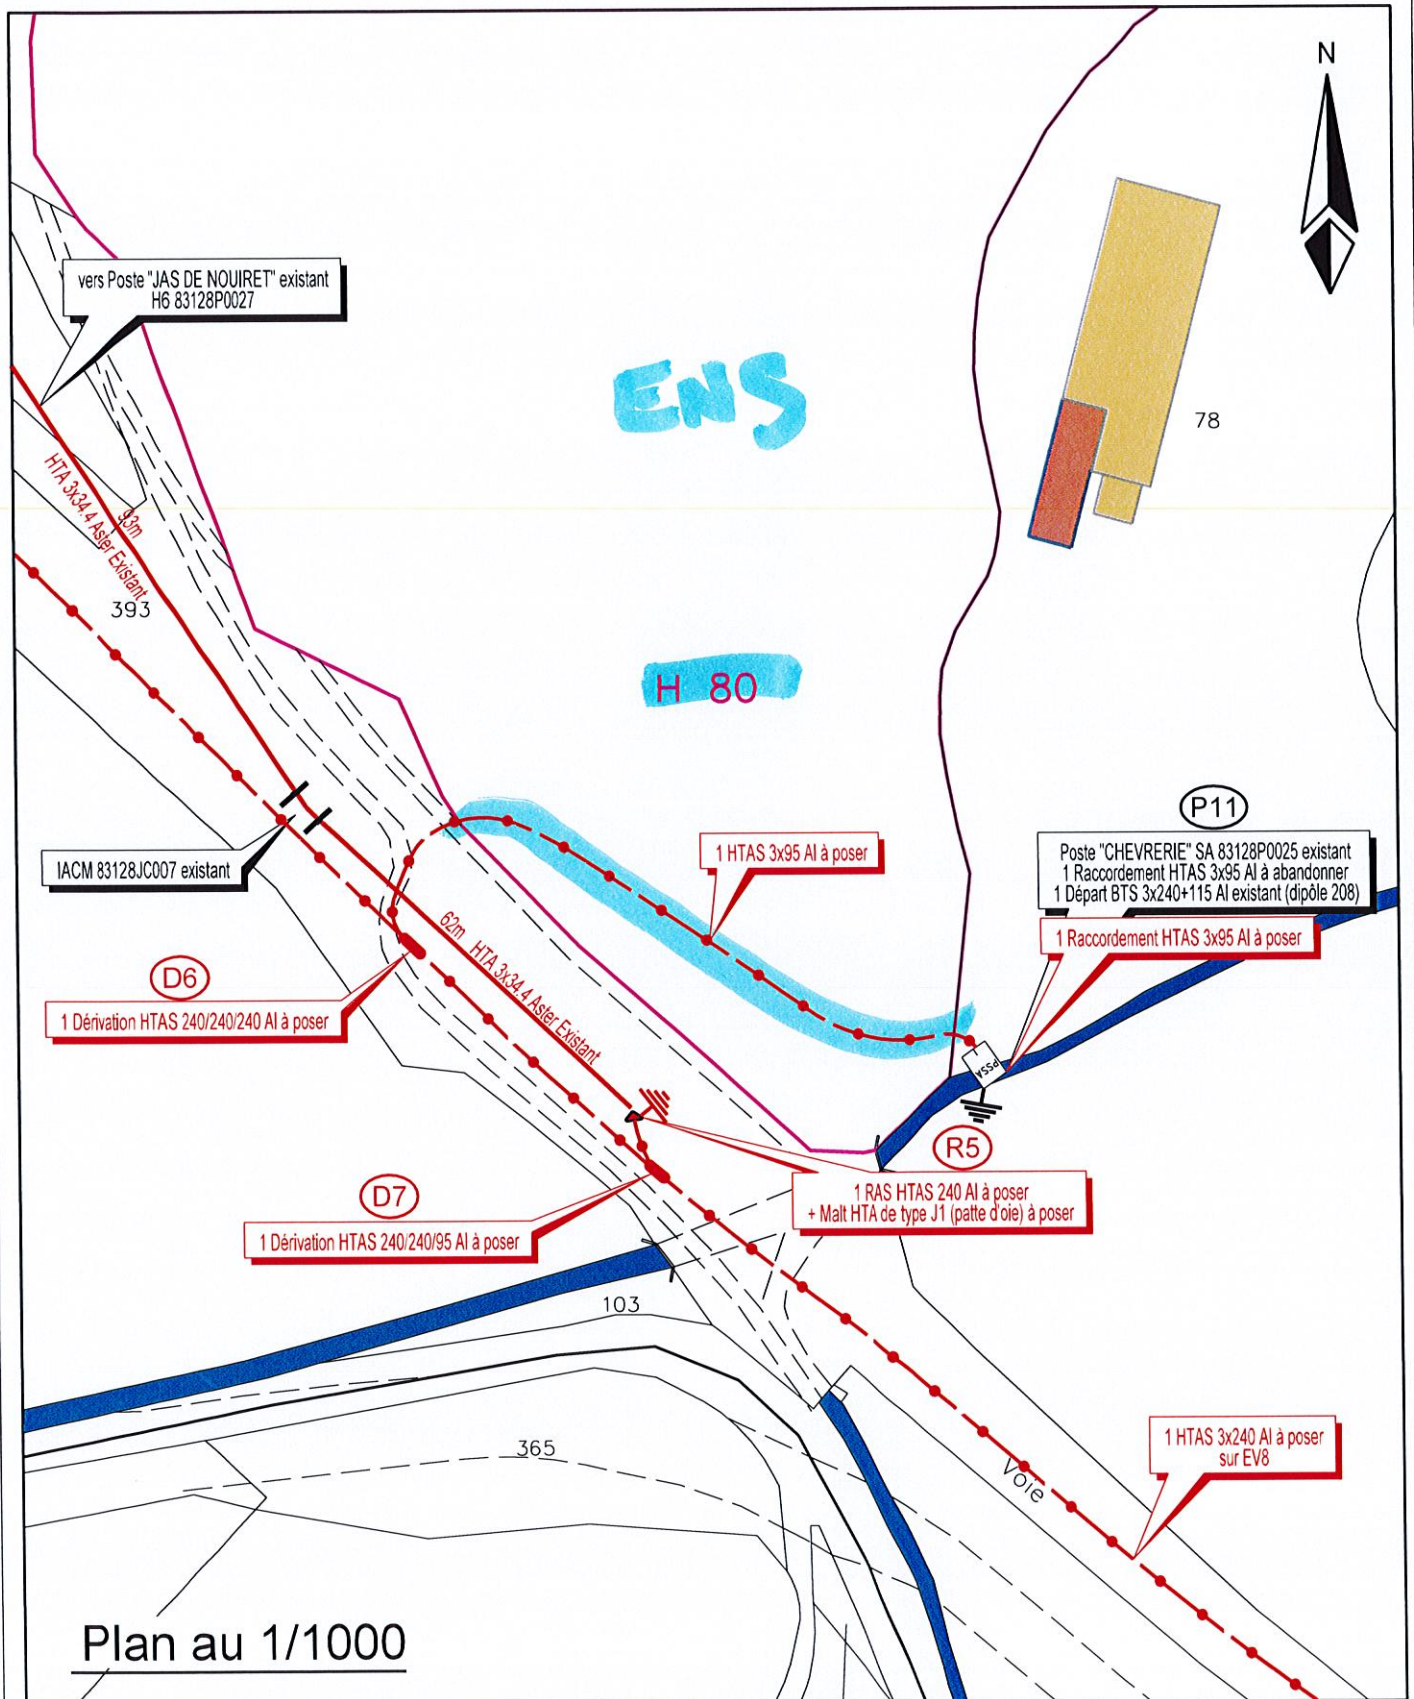 N
vers Poste "JAS DE NOUIRET" existant
H6 83128P0027
ENS
78
HTA 3x34.4 Aster Existant
93m
393
H 80
P11
Poste "CHEVRERIE" SA 83128P0025 existant
1 Raccordement HTAS 3x95 Al à abandonner
1 Départ BTS 3x240+115 Al existant (dipôle 208)
1 HTAS 3x95 Al à poser
IACM 83128JC007 existant
1 Raccordement HTAS 3x95 Al à poser
62m HTA 3x34.4 Aster Existant
D6
1 Dérivation HTAS 240/240/240 Al à poser
PSSA
R5
1 RAS HTAS 240 Al à poser
+ Malt HTA de type J1 (patte d'oie) à poser
D7
1 Dérivation HTAS 240/240/95 Al à poser
103
365
1 HTAS 3x240 Al à poser
sur EV8
Voie
Plan au 1/1000